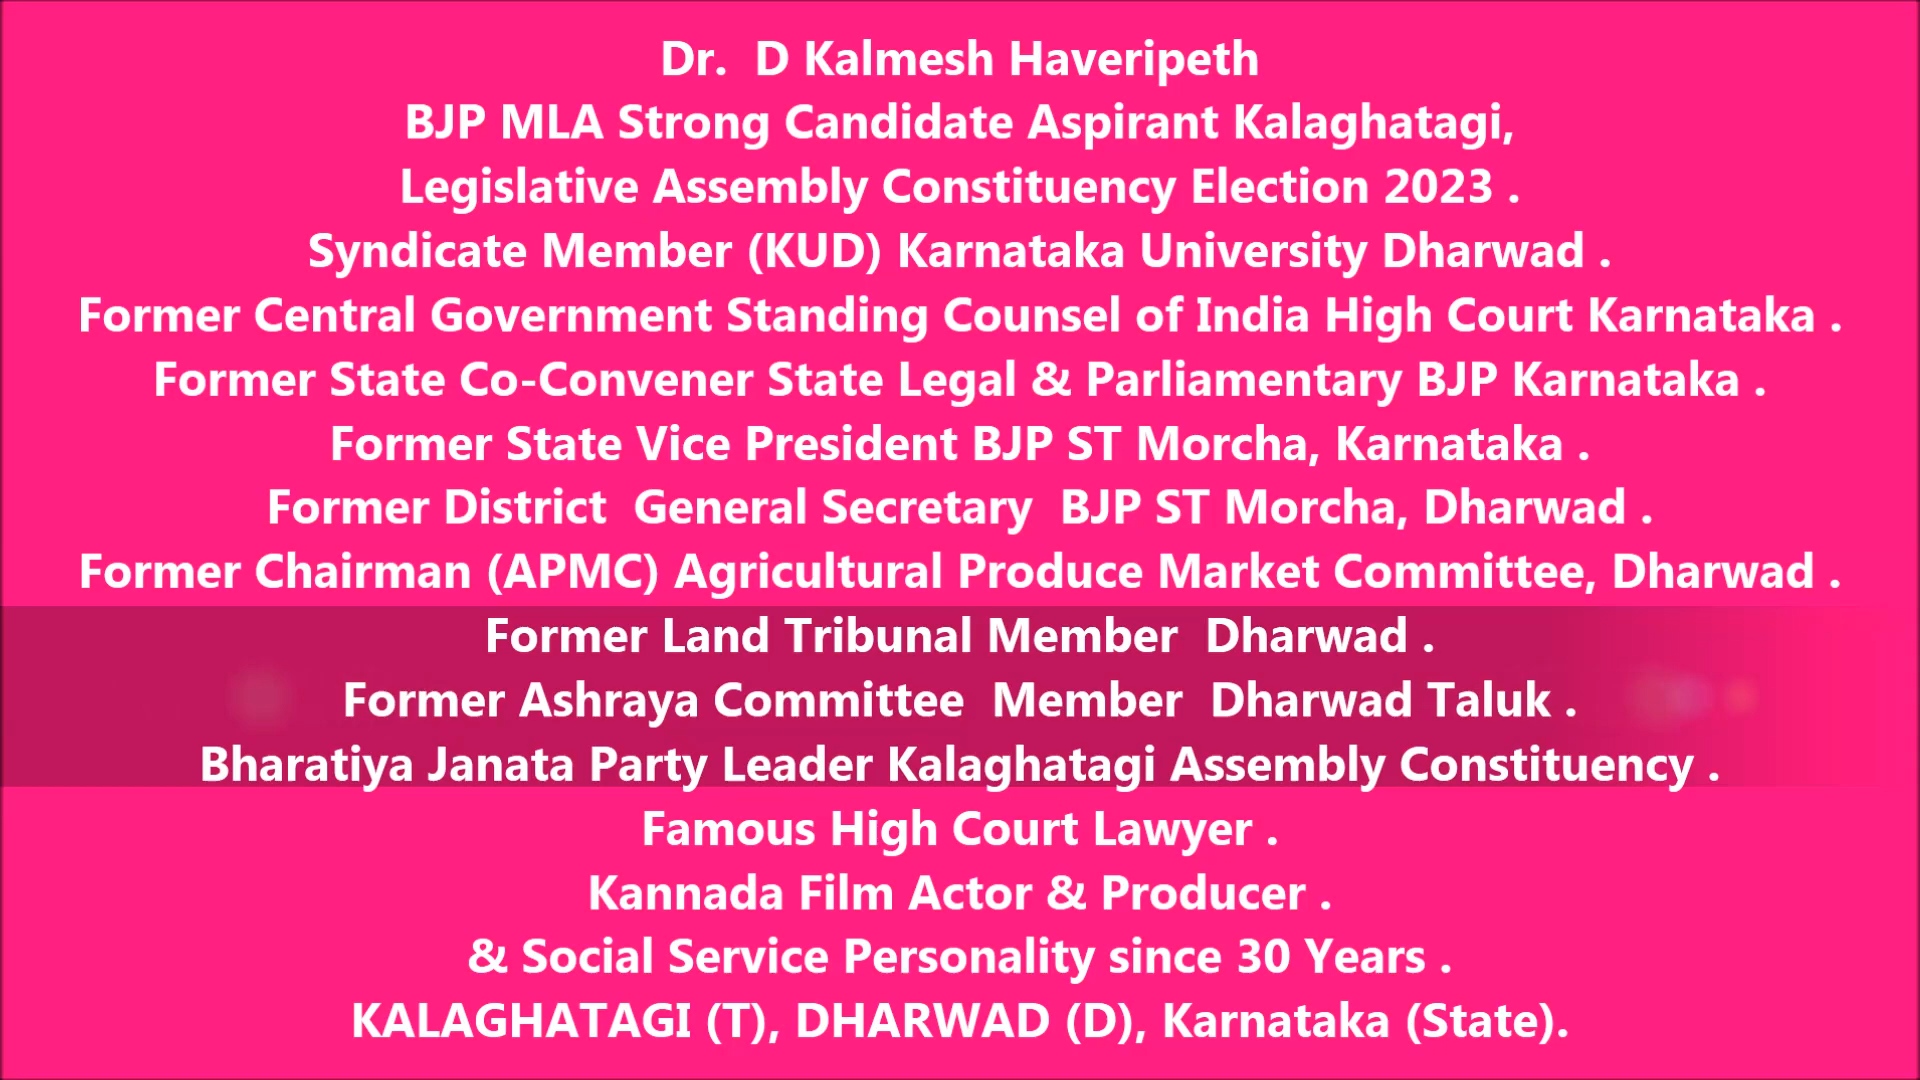 Dr.  D Kalmesh Haveripeth
BJP MLA Strong Candidate Aspirant Kalaghatagi,
Legislative Assembly Constituency Election 2023 .
Syndicate Member (KUD) Karnataka University Dharwad .
Former Central Government Standing Counsel of India High Court Karnataka .
Former State Co-Convener State Legal & Parliamentary BJP Karnataka .
Former State Vice President BJP ST Morcha, Karnataka .
Former District  General Secretary  BJP ST Morcha, Dharwad .
Former Chairman (APMC) Agricultural Produce Market Committee, Dharwad .
Former Land Tribunal Member  Dharwad .
Former Ashraya Committee  Member  Dharwad Taluk .
Bharatiya Janata Party Leader Kalaghatagi Assembly Constituency .
Famous High Court Lawyer .
Kannada Film Actor & Producer .
& Social Service Personality since 30 Years .
KALAGHATAGI (T), DHARWAD (D), Karnataka (State).